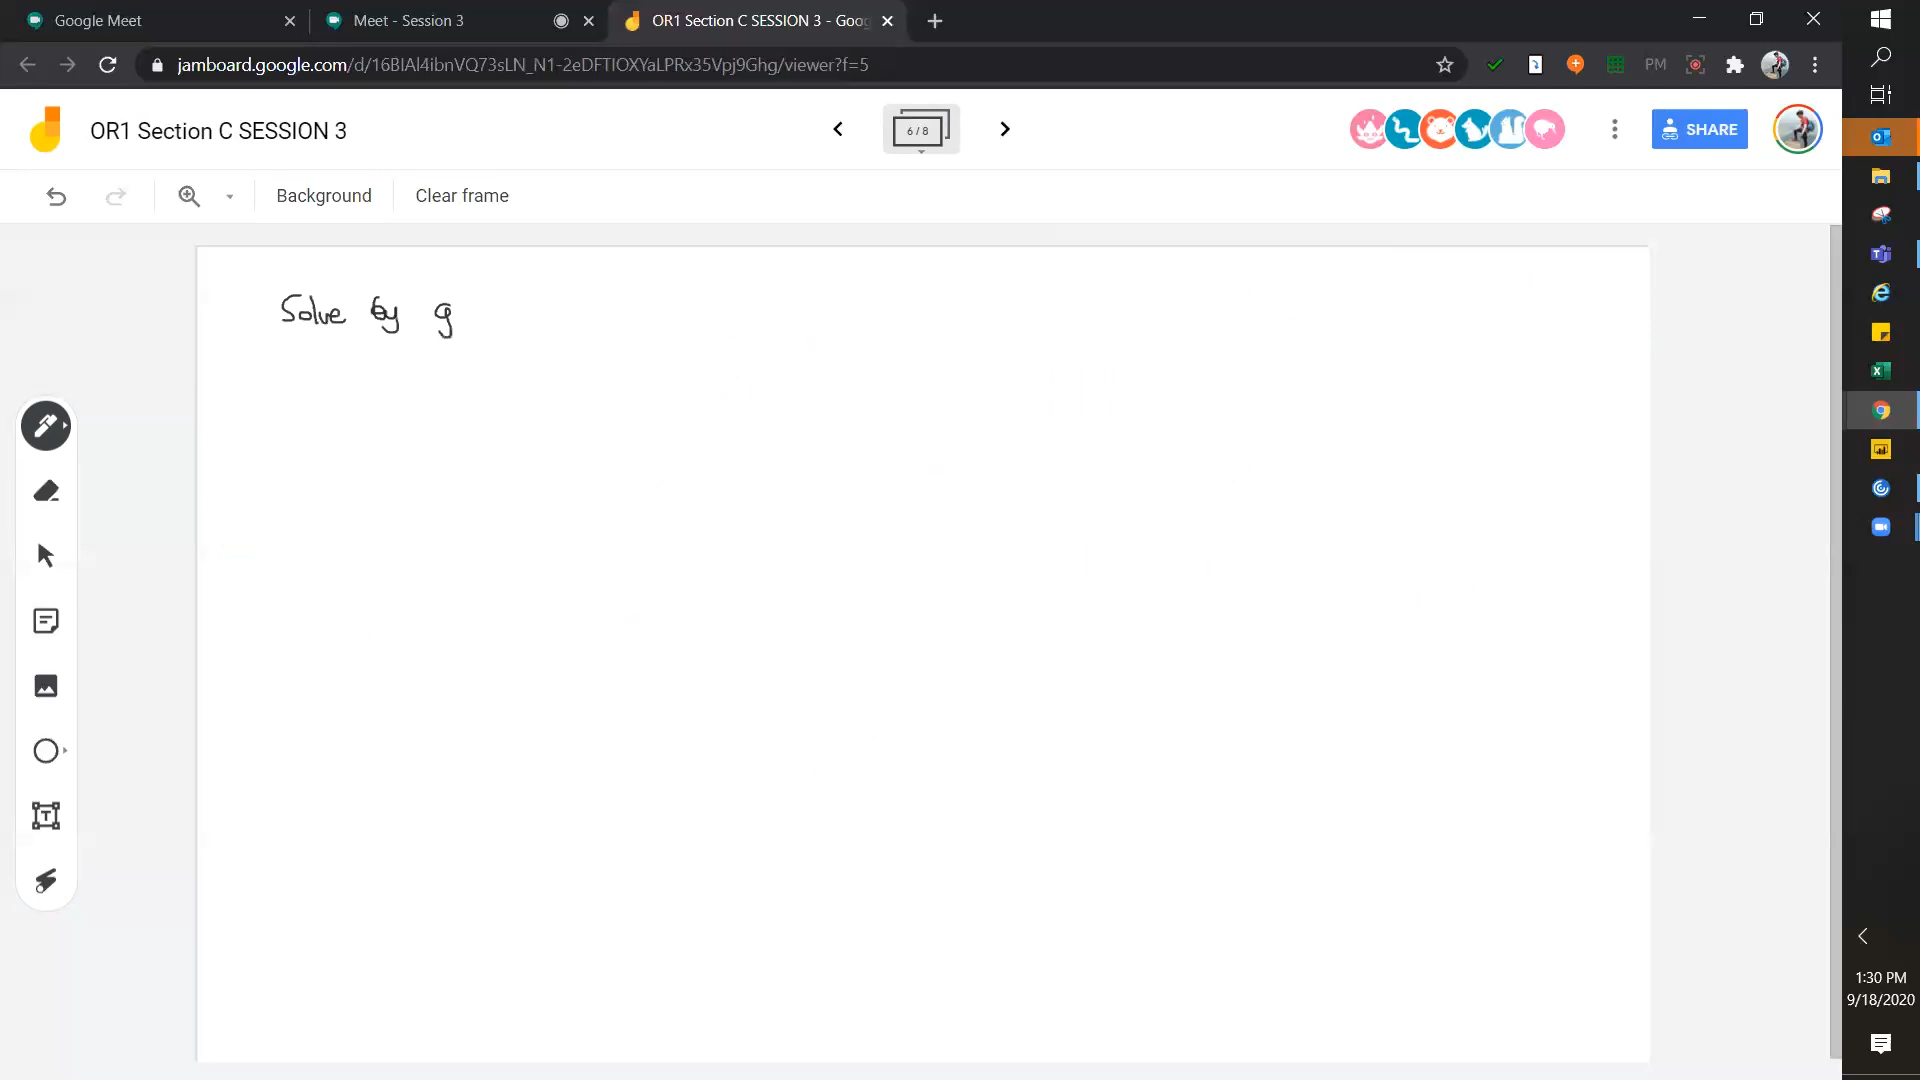 Google Meet
Meet - Session 3
OR1 Section C SESSION 3 - Goog
jamboard.google.com/d/16BIAl4ibnVQ73sLN_N1-2eDFTIOXYaLPRx35Vpj9Ghg/viewer?f=5
PM
OR1 Section C SESSION 3
6 / 8
SHARE
Background
Clear frame
Solve by g
1:30 PM
9/18/2020